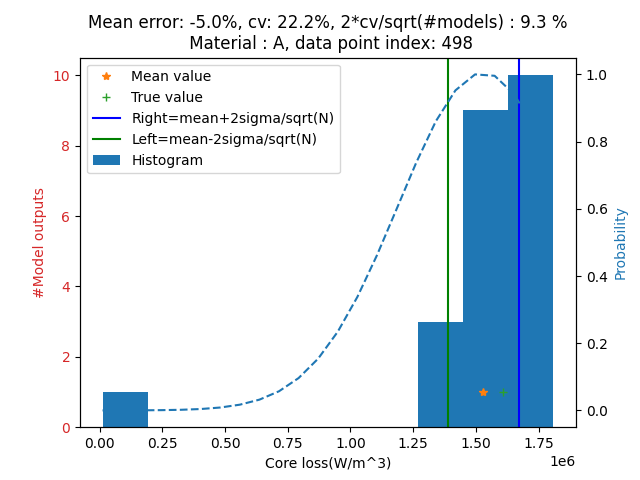 Mean error: -5.0%, cv: 22.2%, 2*cv/sqrt(#models) : 9.3 %
Material : A, data point index: 498
Mean value
True value
Right=mean+2sigma/sqrt(N)
Left=mean-2sigma/sqrt(N)
Histogram
#Model outputs
10
8
6
4
2
0
1.0
0.8
0.6
0.4
0.2
0.0
Probability
0.00 0.25 0.50 0.75 1.00 1.25 1.50 1.75
1e6
Core loss(W/m^3)